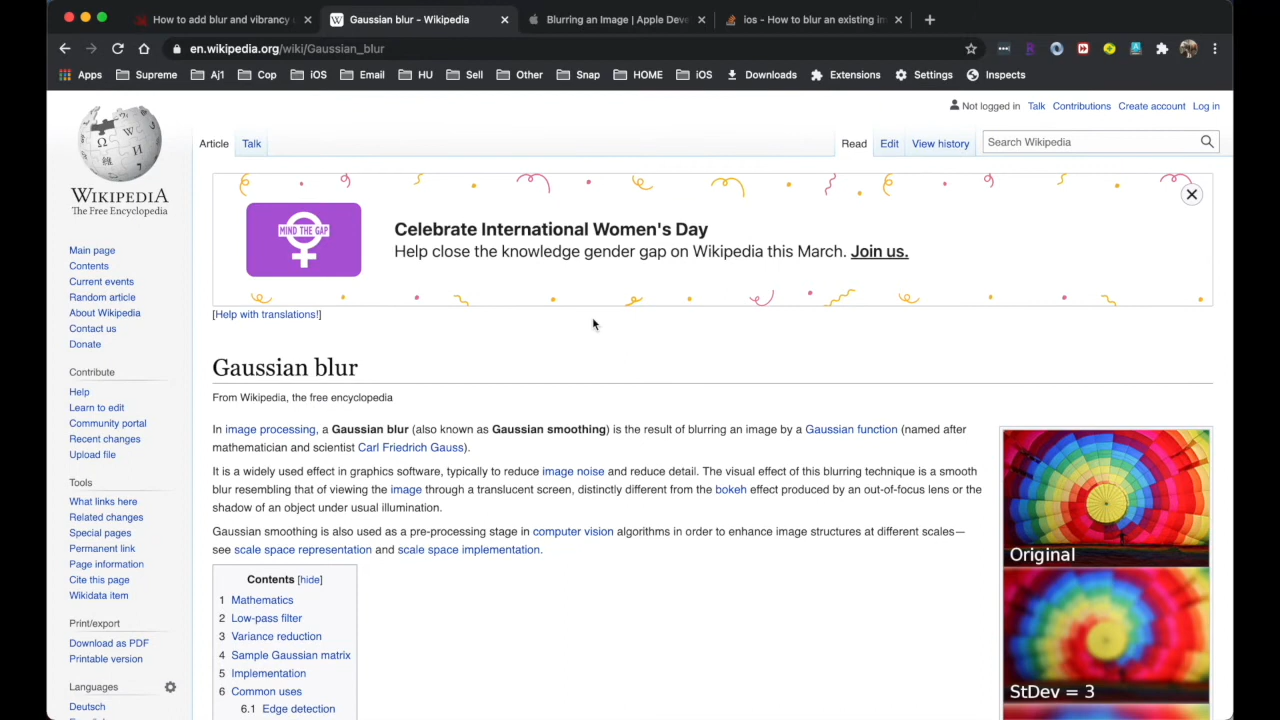 How to add blur and vibrancy
Gaussian blur - Wikipedia
Blurring an Image | Apple Deve
ios - How to blur an existing im
en.wikipedia.org/wiki/Gaussian_blur
Apps Supreme Aj1 Cop iOS Email HU Sell Other Snap HOME iOS Downloads Extensions Settings Inspects
Not logged in Talk Contributions Create account Log in
Article Talk Read Edit View history Search Wikipedia
WIKIPEDIA
The Free Encyclopedia
Main page
Contents
Current events
Random article
About Wikipedia
Contact us
Donate
Contribute
Help
Learn to edit
Community portal
Recent changes
Upload file
Tools
What links here
Related changes
Special pages
Permanent link
Page information
Cite this page
Wikidata item
Print/export
Download as PDF
Printable version
Languages
Deutsch
MIND THE GAP
Celebrate International Women's Day
Help close the knowledge gender gap on Wikipedia this March. Join us.
[Help with translations!]
Gaussian blur
From Wikipedia, the free encyclopedia
In image processing, a Gaussian blur (also known as Gaussian smoothing) is the result of blurring an image by a Gaussian function (named after
mathematician and scientist Carl Friedrich Gauss).
It is a widely used effect in graphics software, typically to reduce image noise and reduce detail. The visual effect of this blurring technique is a smooth
blur resembling that of viewing the image through a translucent screen, distinctly different from the bokeh effect produced by an out-of-focus lens or the
shadow of an object under usual illumination.
Gaussian smoothing is also used as a pre-processing stage in computer vision algorithms in order to enhance image structures at different scales—
see scale space representation and scale space implementation.
Contents [hide]
1 Mathematics
2 Low-pass filter
3 Variance reduction
4 Sample Gaussian matrix
5 Implementation
6 Common uses
6.1 Edge detection
Original
StDev = 3